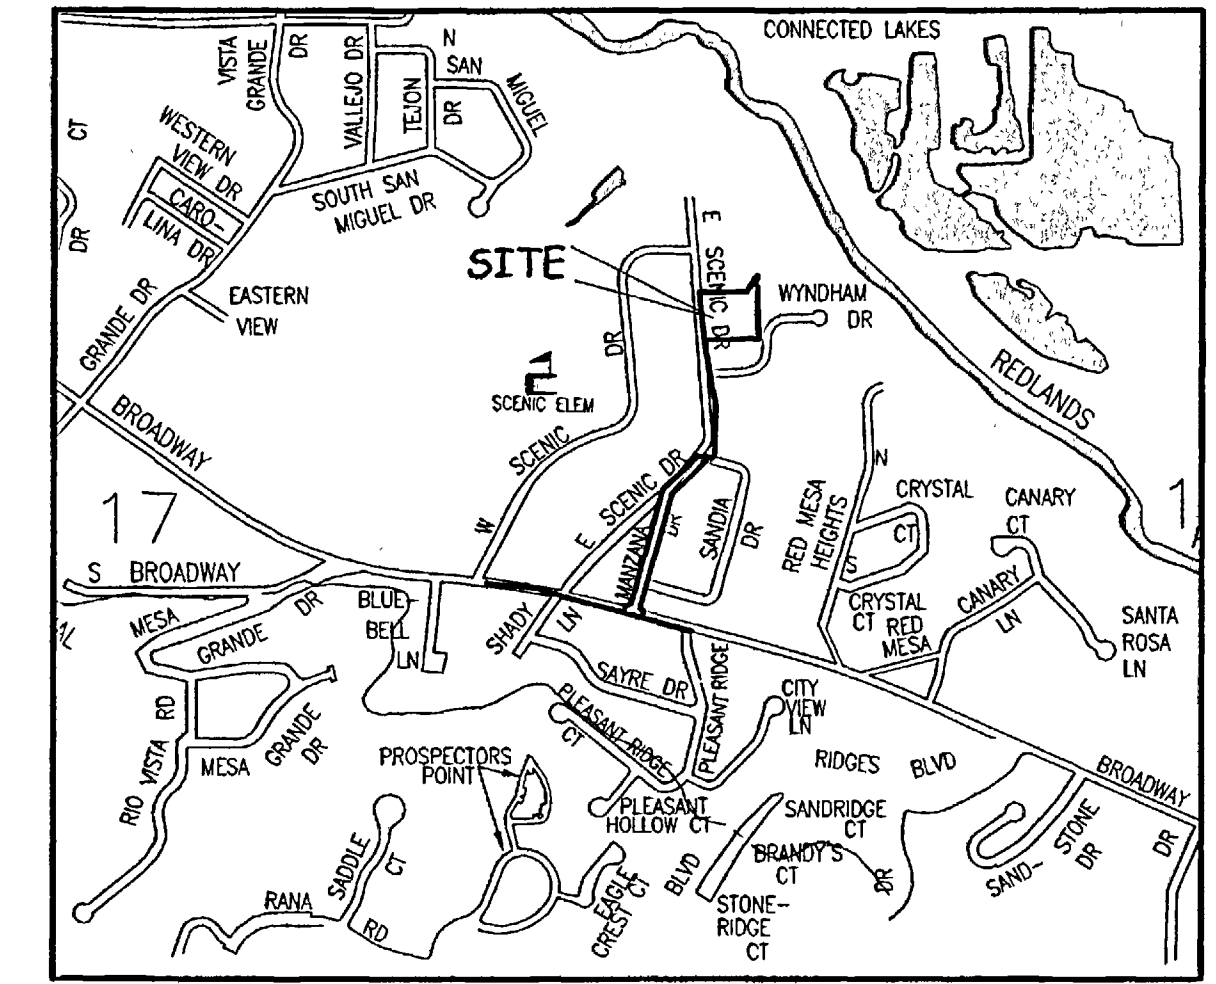 CONNECTED LAKES
VISTA
GRANDE
DR
VALLEJO DR
TEJON
DR
N
SAN
MIGUEL
CT
WESTERN
VIEW DR
CARO-
LINA DR
SOUTH SAN
MIGUEL DR
DR
E SCENIC DR
SITE
EASTERN
VIEW
WYNDHAM
DR
GRANDE DR
DR
REDLANDS
SCENIC ELEM
BROADWAY
SCENIC
W
E SCENIC DR
N
17
1
RED MESA
HEIGHTS
CRYSTAL
CT
CANARY
CT
SANDIA
DR
MANZANA
DR
S
CRYSTAL
CT
RED
MESA
CANARY
LN
SANTA
ROSA
LN
S BROADWAY
MESA
GRANDE
DR
BLUE-
BELL
LN
SHADY
LN
SAYRE DR
PLEASANT RIDGE
CITY
VIEW
LN
RD
RIO VISTA
MESA
GRANDE
DR
PLEASANT RIDGE
CT
PROSPECTORS
POINT
PLEASANT
HOLLOW CT
RIDGES BLVD
BROADWAY
SANDRIDGE
CT
BRANDY'S
CT
DR
SAND-
STONE
DR
DR
SADDLE
CT
RANA
RD
EAGLE
CREST CT
BLVD
STONE-
RIDGE
CT